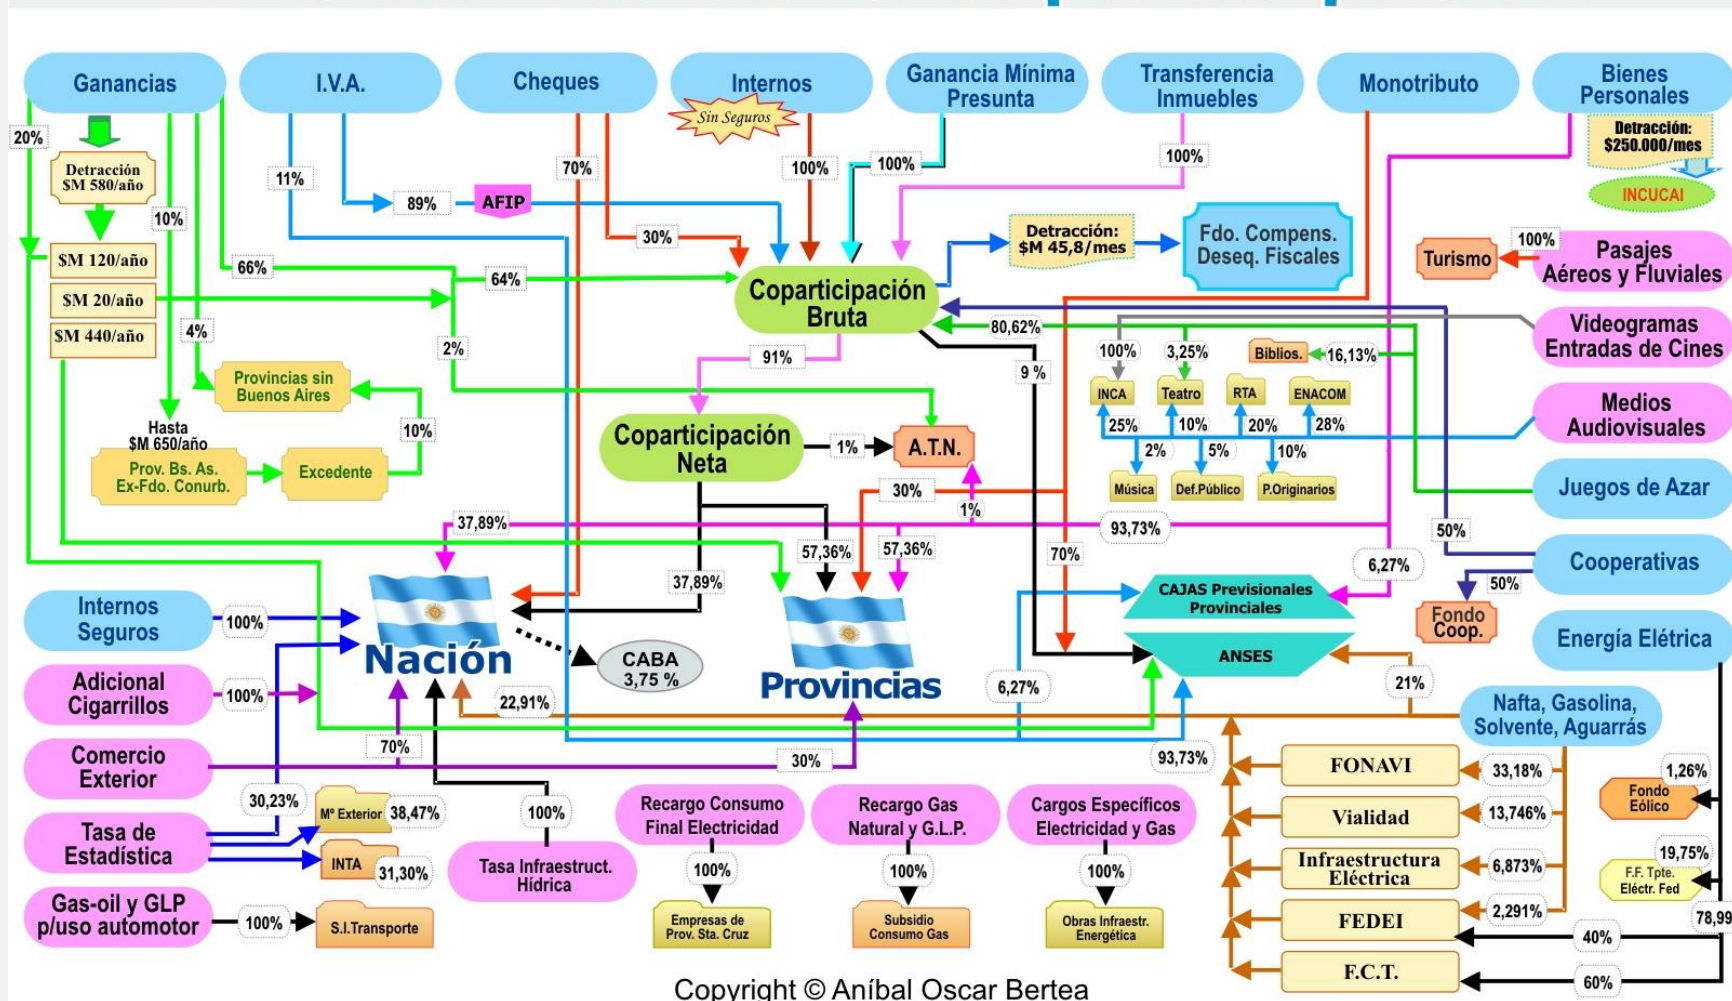 Ganancias
I.V.A.
Cheques
Internos
Sin Seguros
Ganancia Mínima
Presunta
Transferencia
Inmuebles
Monotributo
Bienes
Personales
Detracción:
$250.000/mes
INCUCAI
20%
Detracción
$M 580/año
10%
11%
89%
AFIP
70%
30%
100%
100%
100%
$M 120/año
$M 20/año
$M 440/año
66%
64%
4%
2%
Provincias sin
Buenos Aires
Hasta
$M 650/año
Prov. Bs. As.
Ex-Fdo. Conurb.
Excedente
10%
Coparticipación
Bruta
Detracción:
$M 45,8/mes
Fdo. Compens.
Deseq. Fiscales
Turismo
100%
Pasajes
Aéreos y Fluviales
Videogramas
Entradas de Cines
Medios
Audiovisuales
80,62%
100%
3,25%
Biblios.
16,13%
INCA
Teatro
RTA
ENACOM
25%
10%
20%
28%
2%
5%
10%
Música
Def.Público
P.Originarios
91%
9 %
Coparticipación
Neta
1%
A.T.N.
30%
1%
37,89%
93,73%
57,36%
57,36%
37,89%
70%
Juegos de Azar
50%
Cooperativas
50%
6,27%
Fondo
Coop.
Energía Elétrica
CAJAS Previsionales
Provinciales
ANSES
Internos
Seguros
100%
Nación
CABA
3,75 %
Provincias
6,27%
21%
Adicional
Cigarrillos
100%
22,91%
Nafta, Gasolina,
Solvente, Aguarrás
Comercio
Exterior
70%
30%
93,73%
30,23%
Tasa de
Estadística
Mº Exterior
38,47%
INTA
31,30%
100%
Tasa Infraestruct.
Hídrica
Gas-oil y GLP
p/uso automotor
100%
S.I.Transporte
Recargo Consumo
Final Electricidad
100%
Empresas de
Prov. Sta. Cruz
Recargo Gas
Natural y G.L.P.
100%
Subsidio
Consumo Gas
Cargos Específicos
Electricidad y Gas
100%
Obras Infraestr.
Energética
FONAVI
33,18%
Vialidad
13,746%
Infraestructura
Eléctrica
6,873%
FEDEI
2,291%
F.C.T.
1,26%
Fondo
Eólico
19,75%
F.F. Tpte.
Eléctr. Fed
78,99
40%
60%
Copyright © Aníbal Oscar Bertea